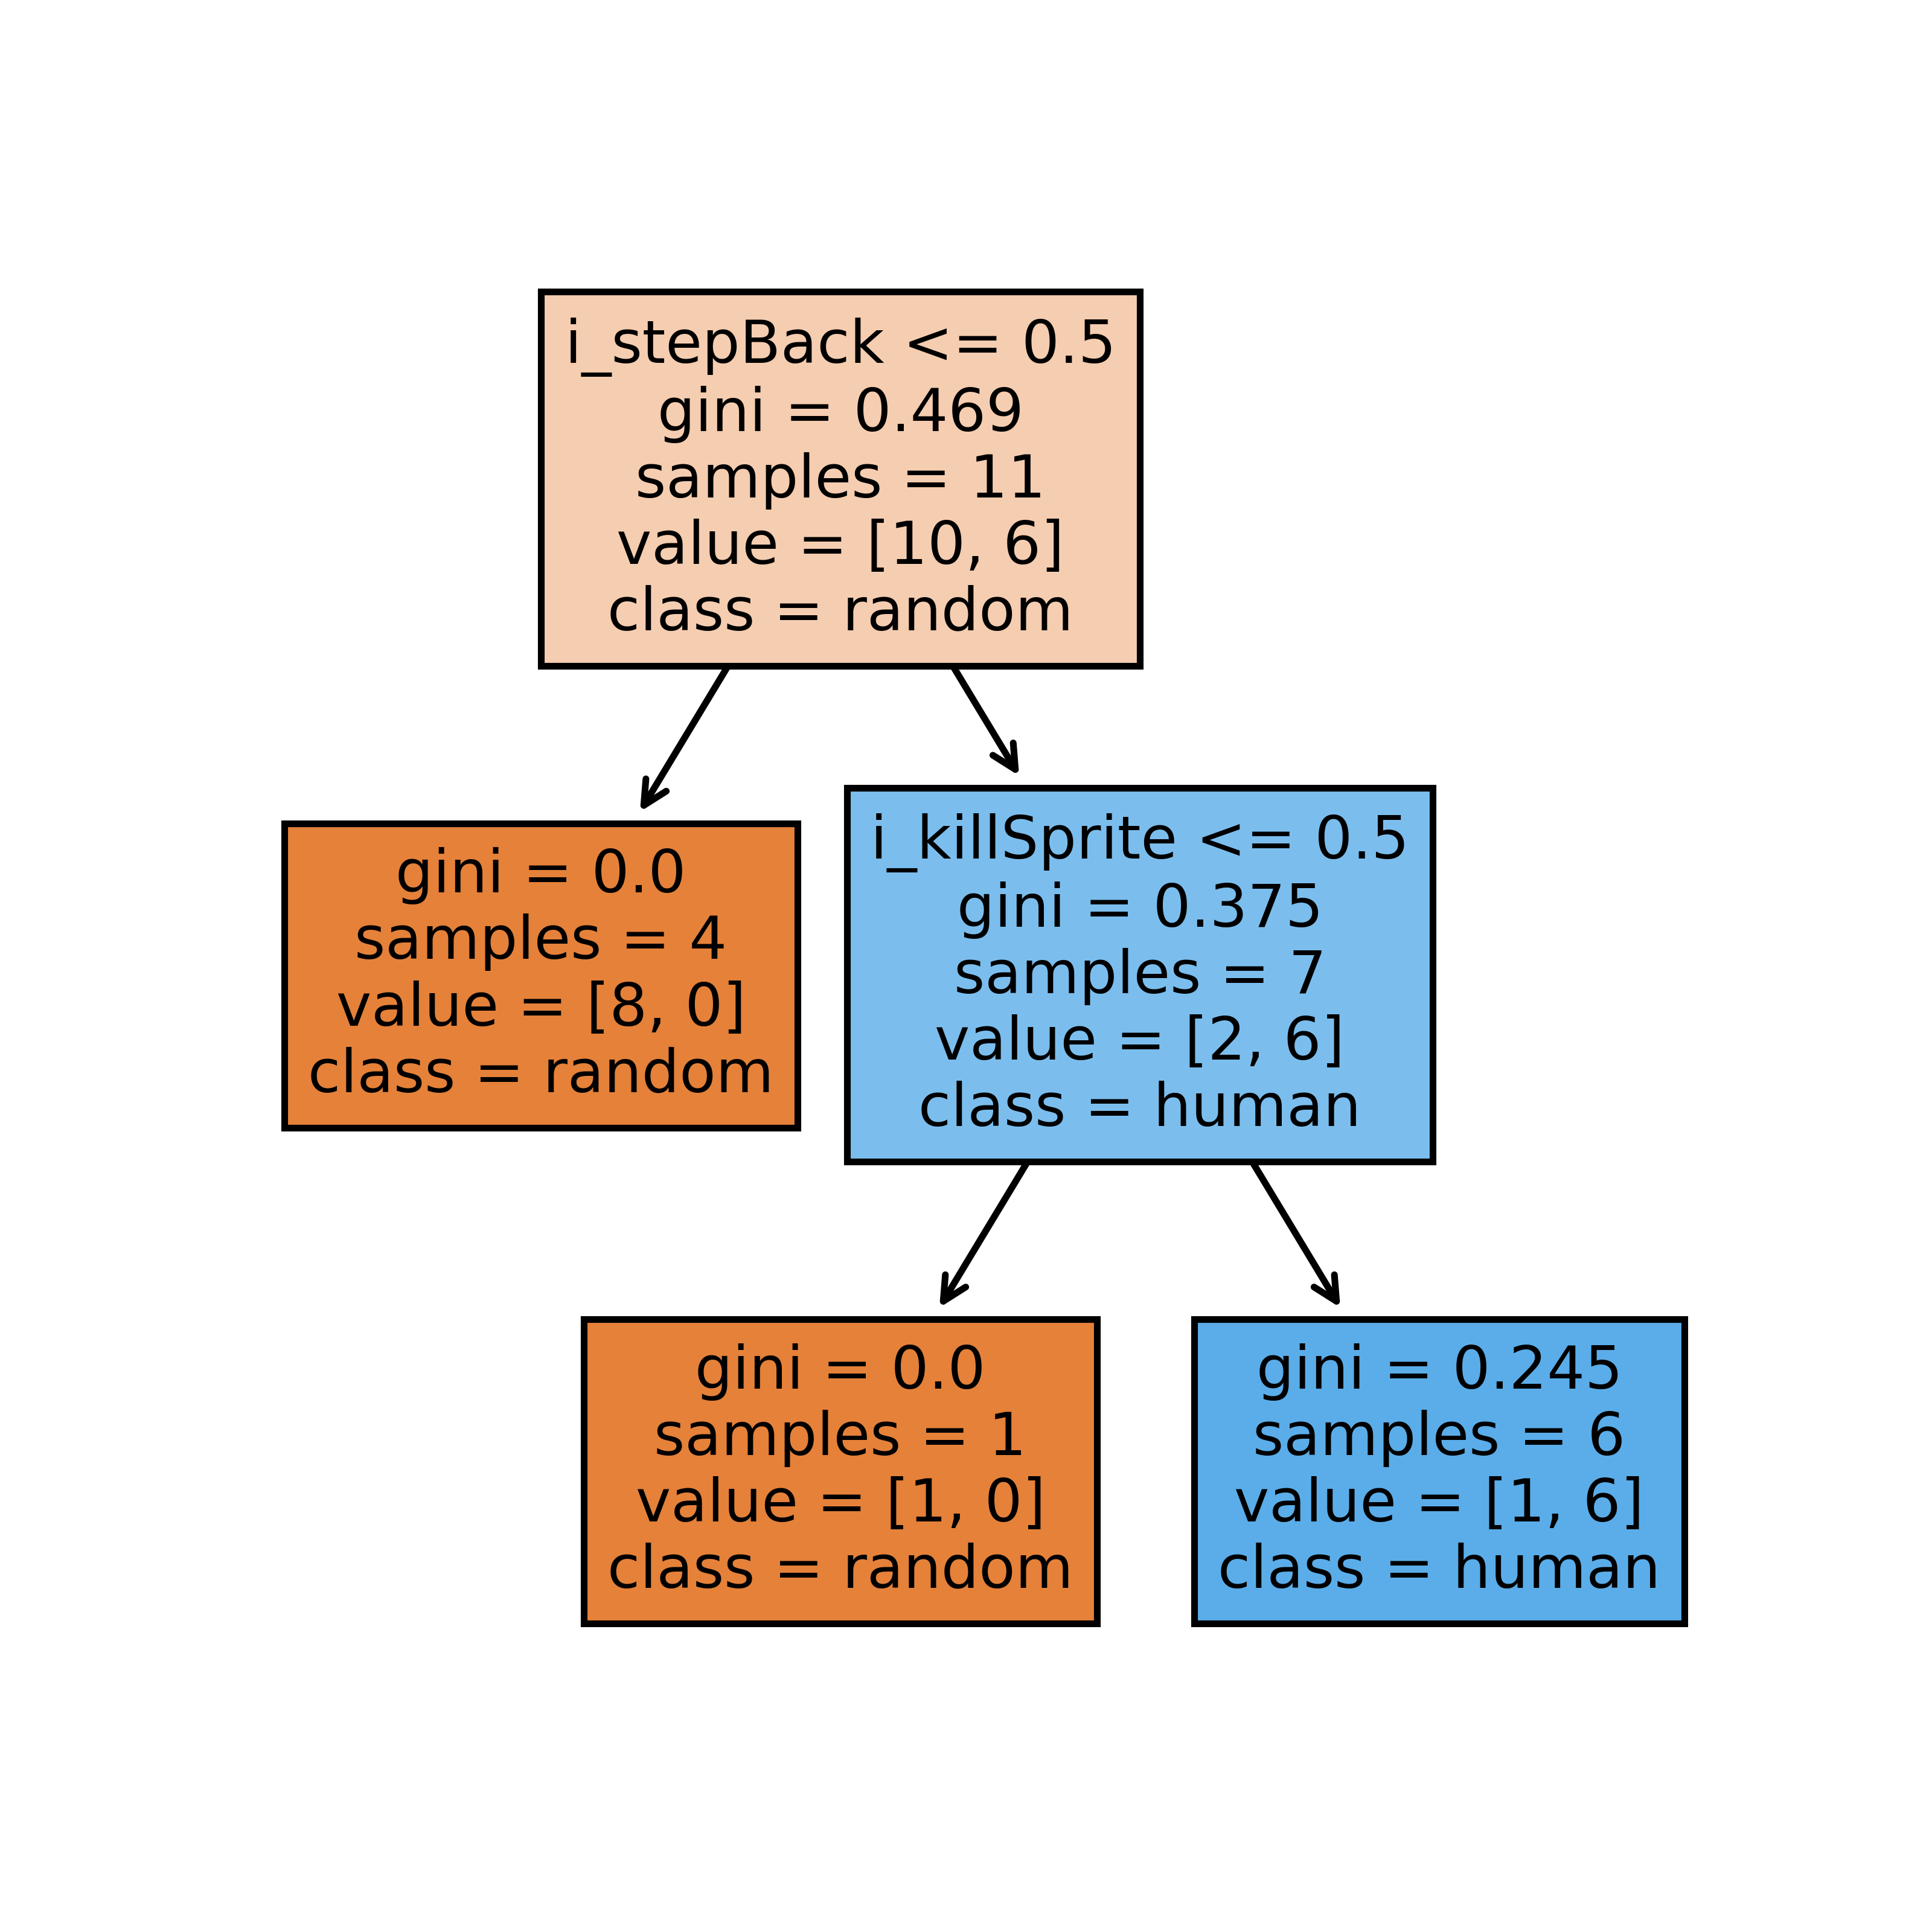 i_stepBack <= 0.5
gini = 0.469
samples = 11
value = [10, 6]
class = random
gini = 0.0
samples = 4
value = [8, 0]
class = random
i_killSprite <= 0.5
gini = 0.375
samples = 7
value = [2, 6]
class = human
gini = 0.0
samples = 1
value = [1, 0]
class = random
gini = 0.245
samples = 6
value = [1, 6]
class = human